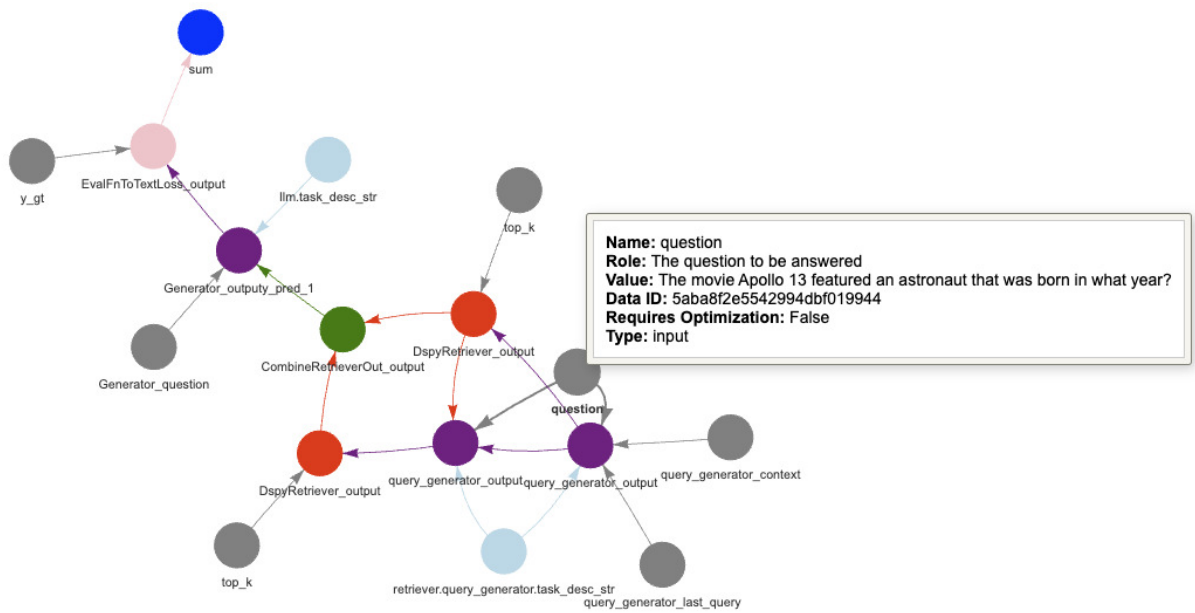 sum
EvalFnToTextLoss_output
y_gt
llm.task_desc_str
top_k
Name: question
Role: The question to be answered
Value: The movie Apollo 13 featured an astronaut that was born in what year?
Data ID: 5aba8f2e5542994dbf019944
Requires Optimization: False
Type: input
Generator_outputy_pred_1
DspyRetriever_output
CombineRetrieverOut_output
Generator_question
question
query_generator_context
query_generator_output
query_generator_output
DspyRetriever_output
top_k
retriever.query_generator.task_desc_str
query_generator_last_query